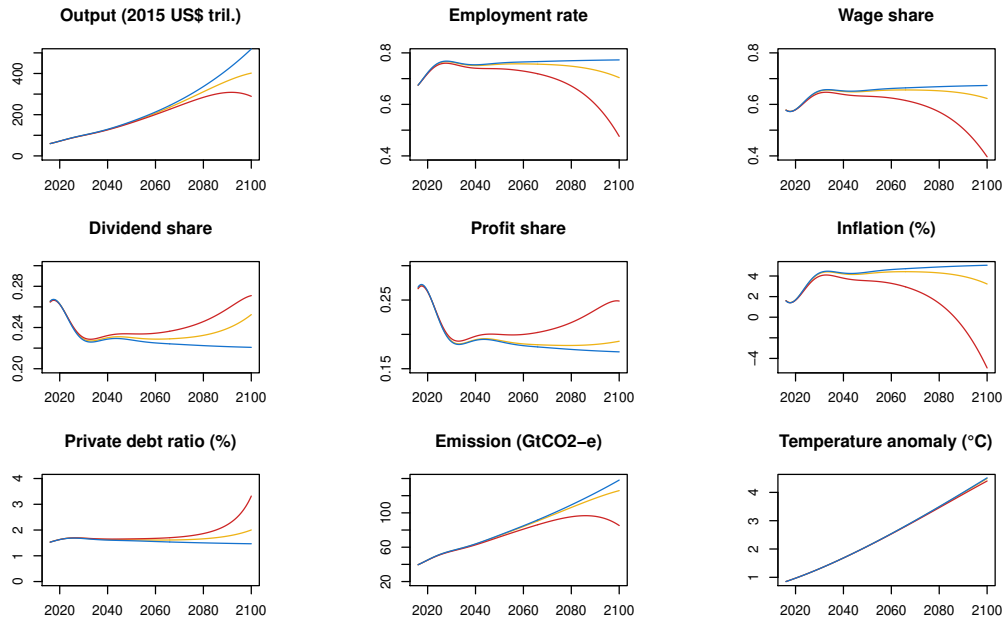 Output (2015 US$ tril.)
0 200 400
2020 2040 2060 2080 2100
Employment rate
0.4 0.6 0.8
2020 2040 2060 2080 2100
Wage share
0.4 0.6 0.8
2020 2040 2060 2080 2100
Dividend share
0.20 0.24 0.28
2020 2040 2060 2080 2100
Profit share
0.15 0.25
2020 2040 2060 2080 2100
Inflation (%)
−4 0 2 4
2020 2040 2060 2080 2100
Private debt ratio (%)
0 1 2 3 4
2020 2040 2060 2080 2100
Emission (GtCO2−e)
20 60 100
2020 2040 2060 2080 2100
Temperature anomaly (°C)
1 2 3 4
2020 2040 2060 2080 2100